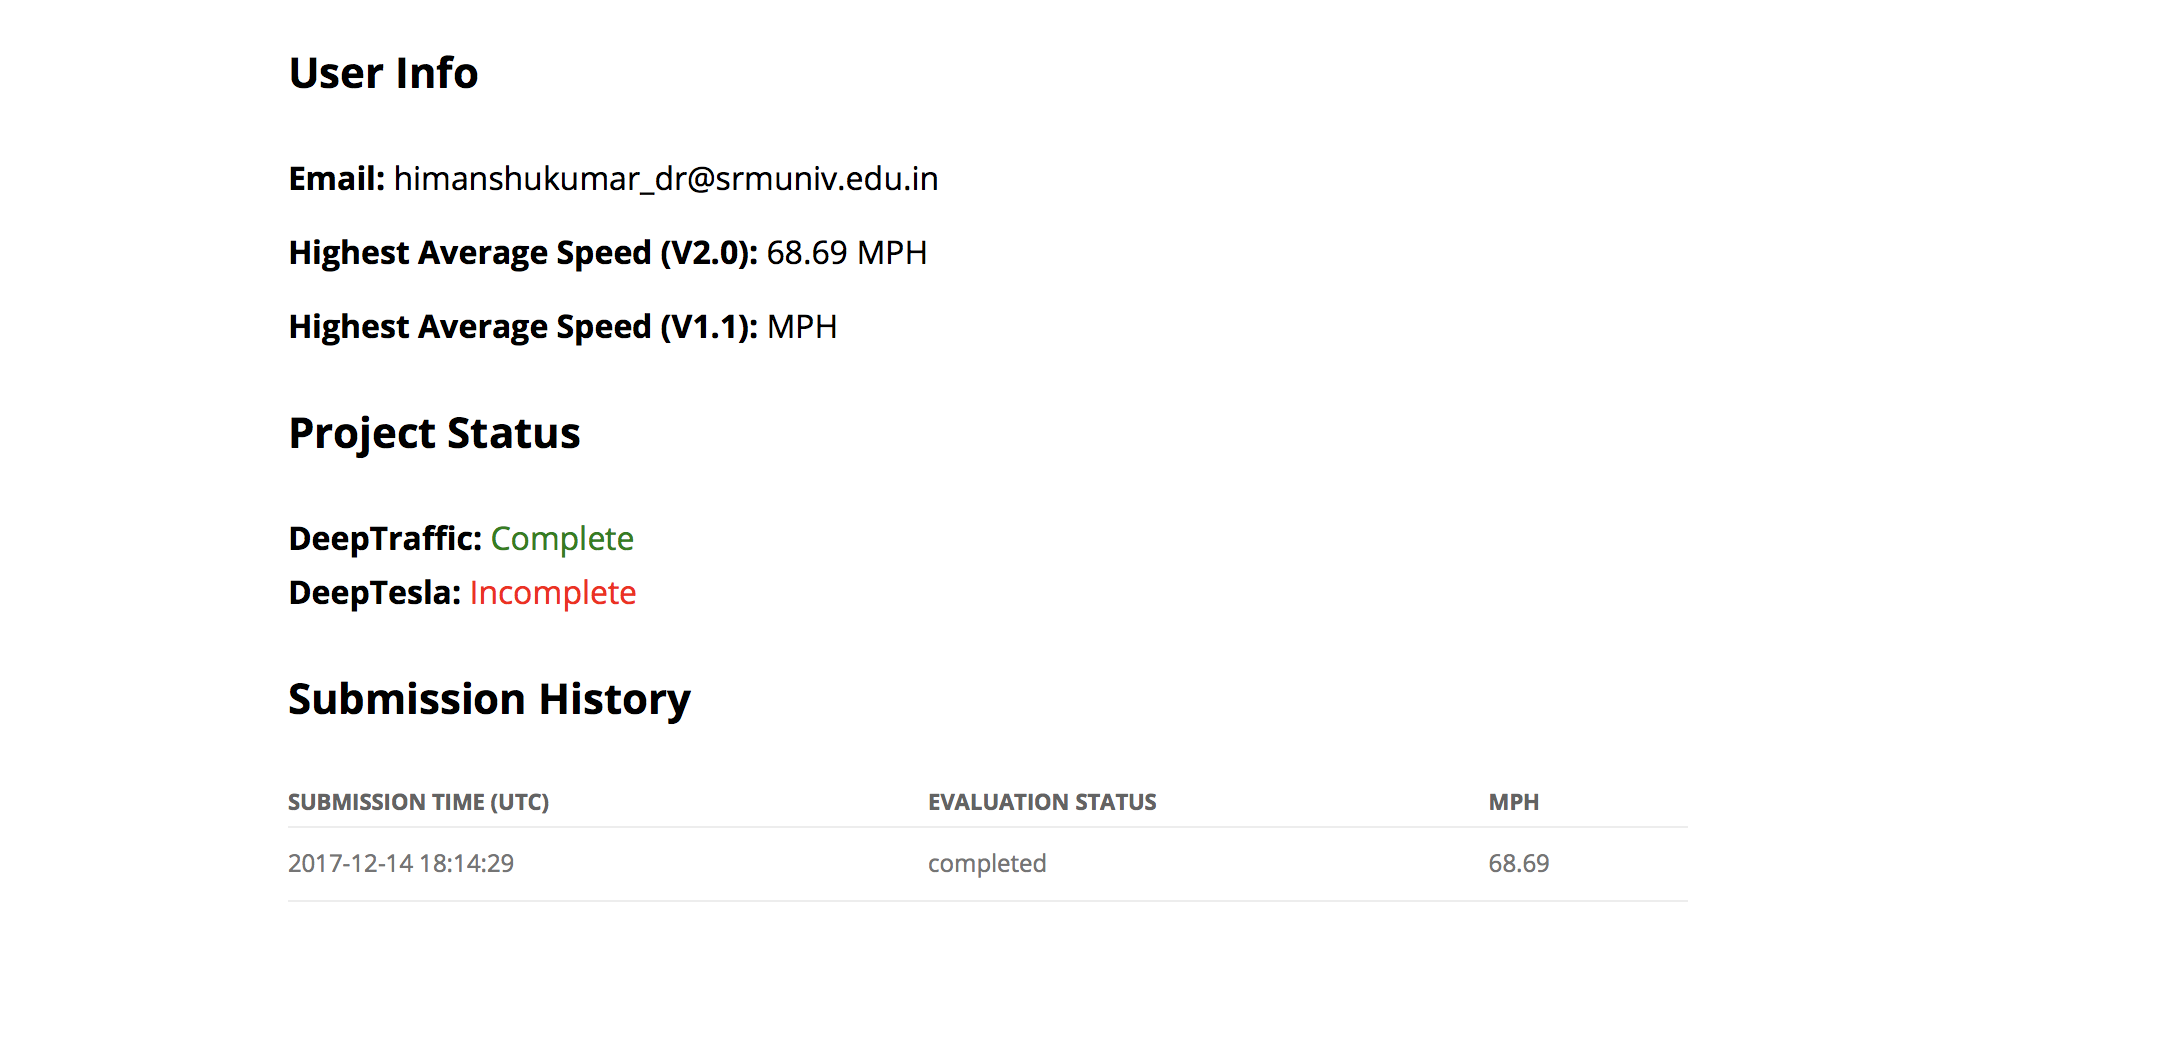 User Info
Email: himanshukumar_dr@srmuniv.edu.in
Highest Average Speed (V2.0): 68.69 MPH
Highest Average Speed (V1.1): MPH
Project Status
DeepTraffic: Complete
DeepTesla: Incomplete
Submission History
SUBMISSION TIME (UTC) EVALUATION STATUS MPH
2017-12-14 18:14:29 completed 68.69